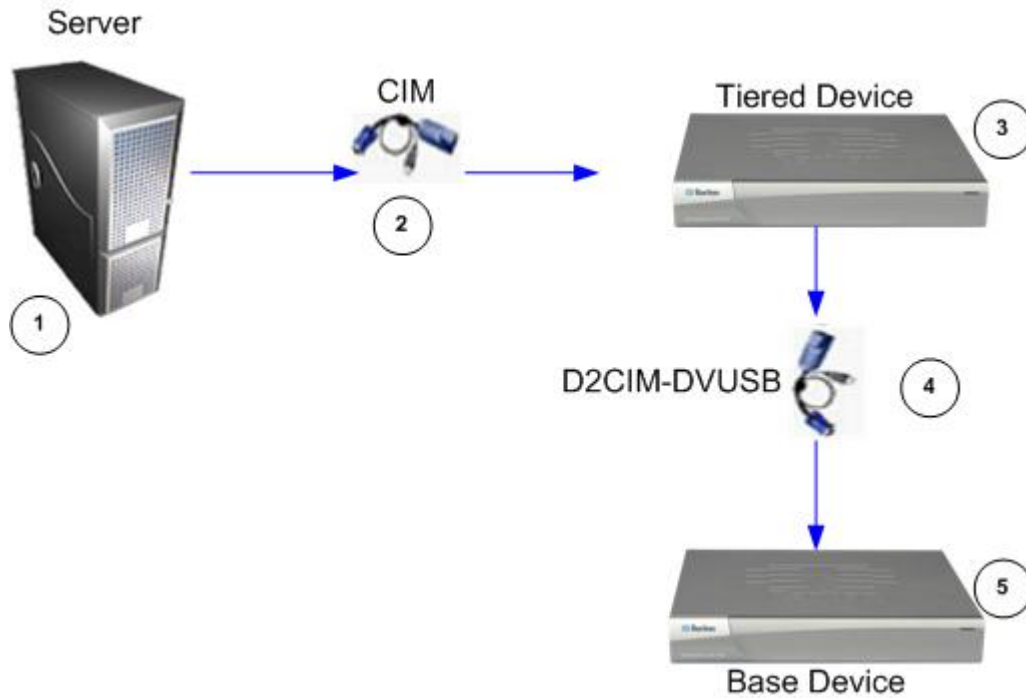 Server
CIM
Tiered Device
3
2
1
D2CIM-DVUSB
4
5
Base Device